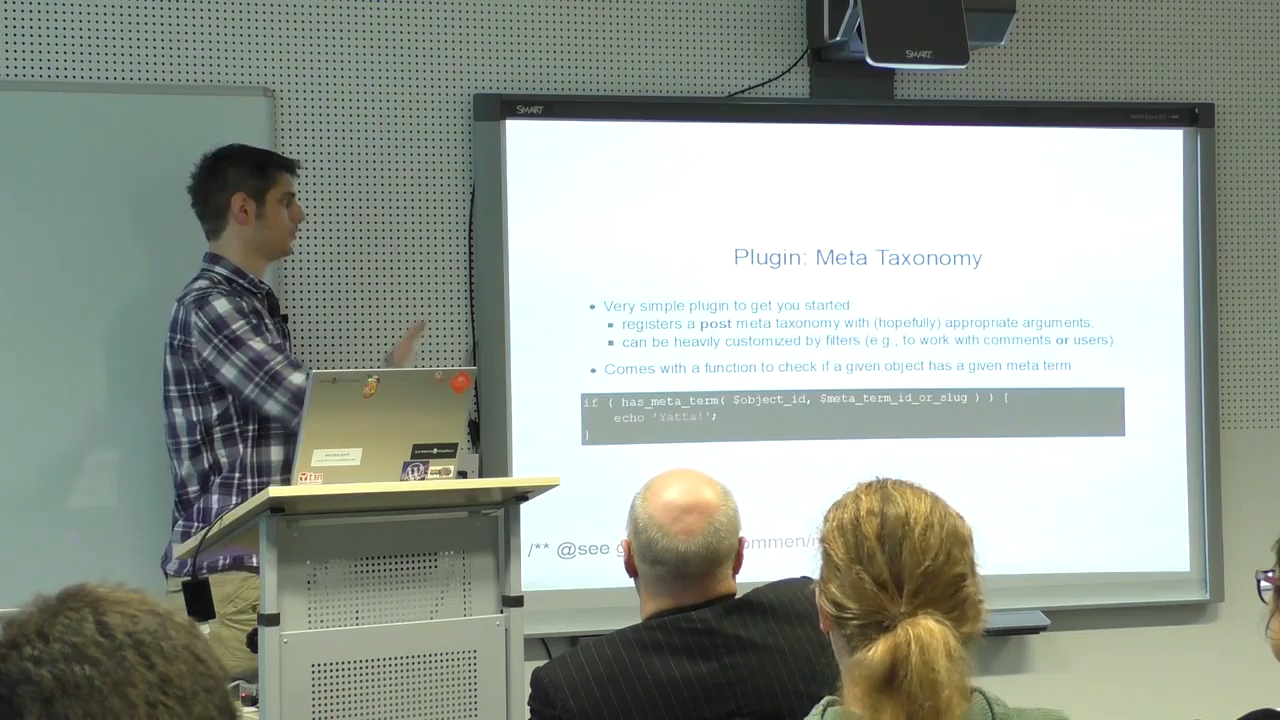 SMART
SMART
Plugin: Meta Taxonomy
• Very simple plugin to get you started:
▪ registers a post meta taxonomy with (hopefully) appropriate arguments;
▪ can be heavily customized by filters (e.g., to work with comments or users).
• Comes with a function to check if a given object has a given meta term.
if ( has_meta_term( $object_id, $meta_term_id_or_slug ) ) {
echo 'Yatta!';
}
/** @see